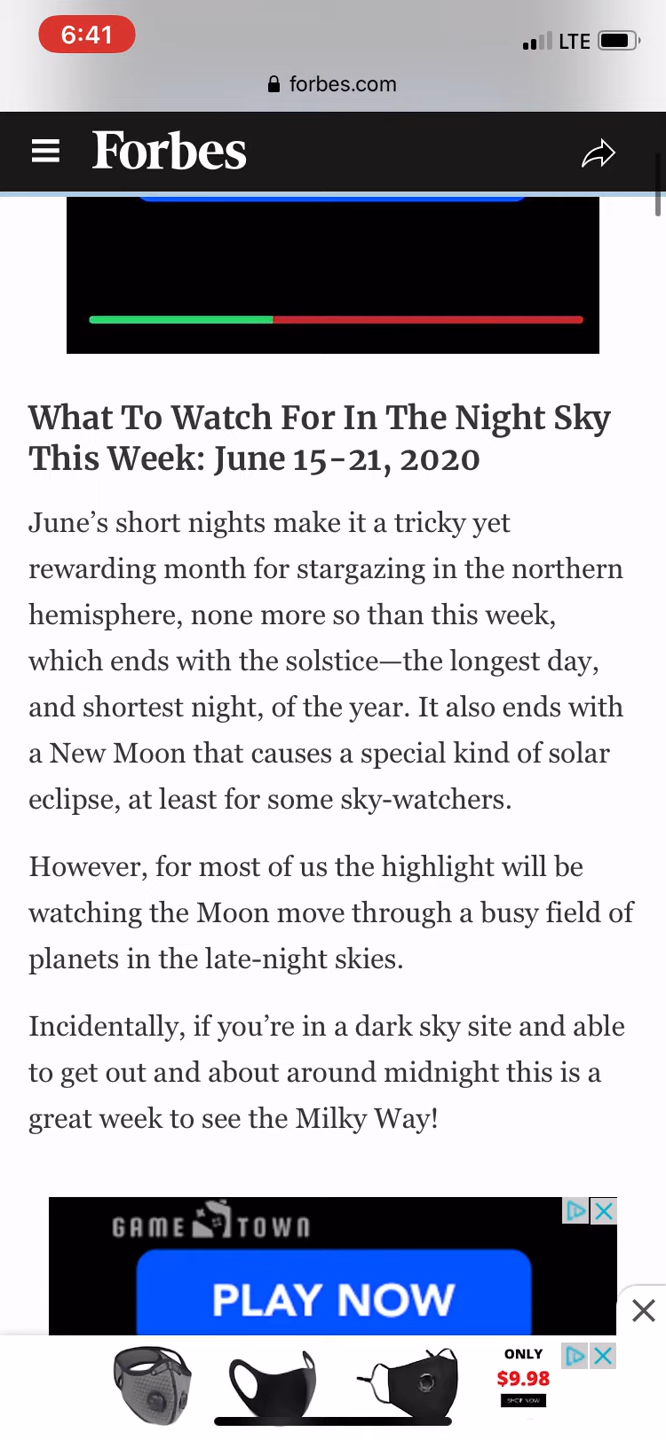 6:41
LTE
forbes.com
Forbes
What To Watch For In The Night Sky
This Week: June 15-21, 2020
June’s short nights make it a tricky yet
rewarding month for stargazing in the northern
hemisphere, none more so than this week,
which ends with the solstice—the longest day,
and shortest night, of the year. It also ends with
a New Moon that causes a special kind of solar
eclipse, at least for some sky-watchers.
However, for most of us the highlight will be
watching the Moon move through a busy field of
planets in the late-night skies.
Incidentally, if you’re in a dark sky site and able
to get out and about around midnight this is a
great week to see the Milky Way!
GAME TOWN
PLAY NOW
ONLY
$9.98
SHOP NOW